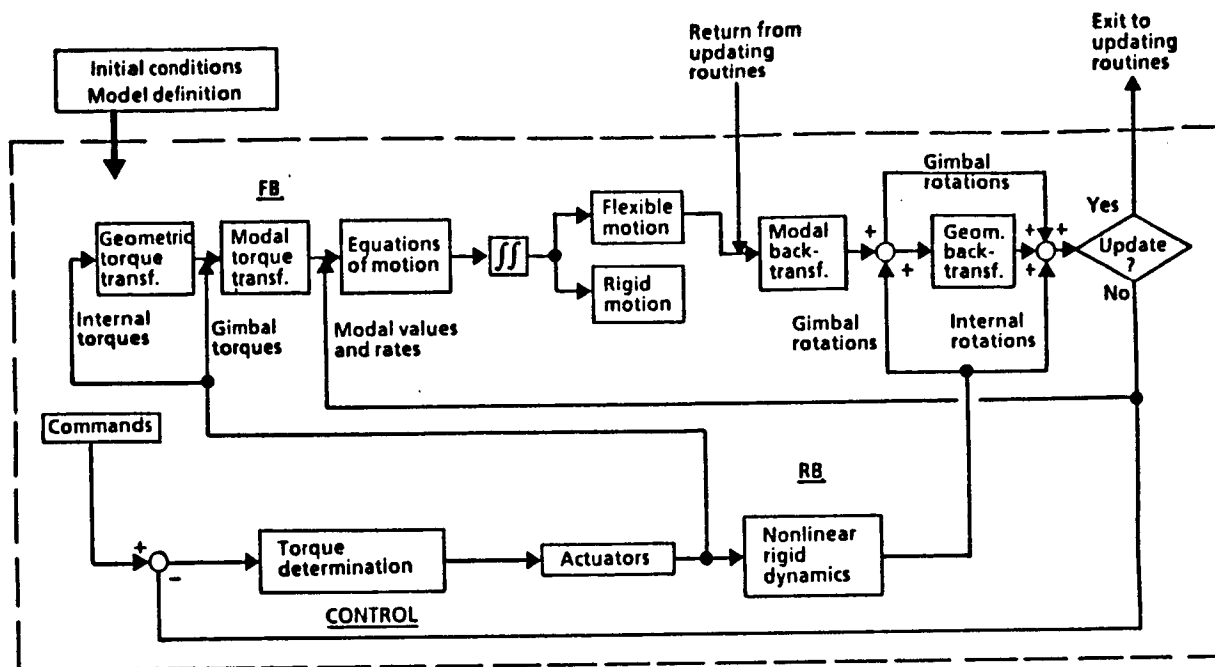 Initial conditions
Model definition
Return from
updating
routines
Exit to
updating
routines
FB
Geometric
torque
transf.
Modal
torque
transf.
Equations
of motion
∫∫
Flexible
motion
Rigid
motion
Modal
back-
transf.
Gimbal
rotations
Geom.
back-
transf.
+
+
+
+
+
Yes
Update
?
No
Internal
torques
Gimbal
torques
Modal values
and rates
Gimbal
rotations
Internal
rotations
Commands
RB
+
−
Torque
determination
Actuators
Nonlinear
rigid
dynamics
CONTROL